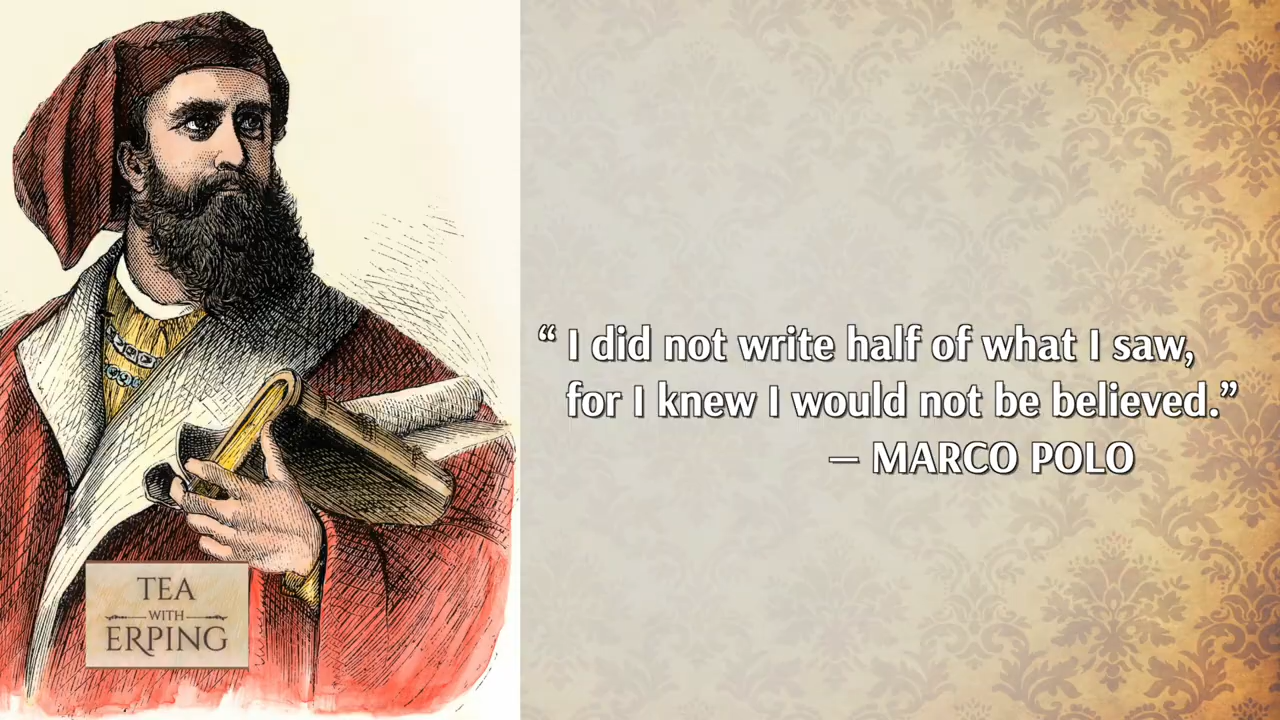 “ I did not write half of what I saw,
for I knew I would not be believed.”
— MARCO POLO
TEA
WITH
ERPING